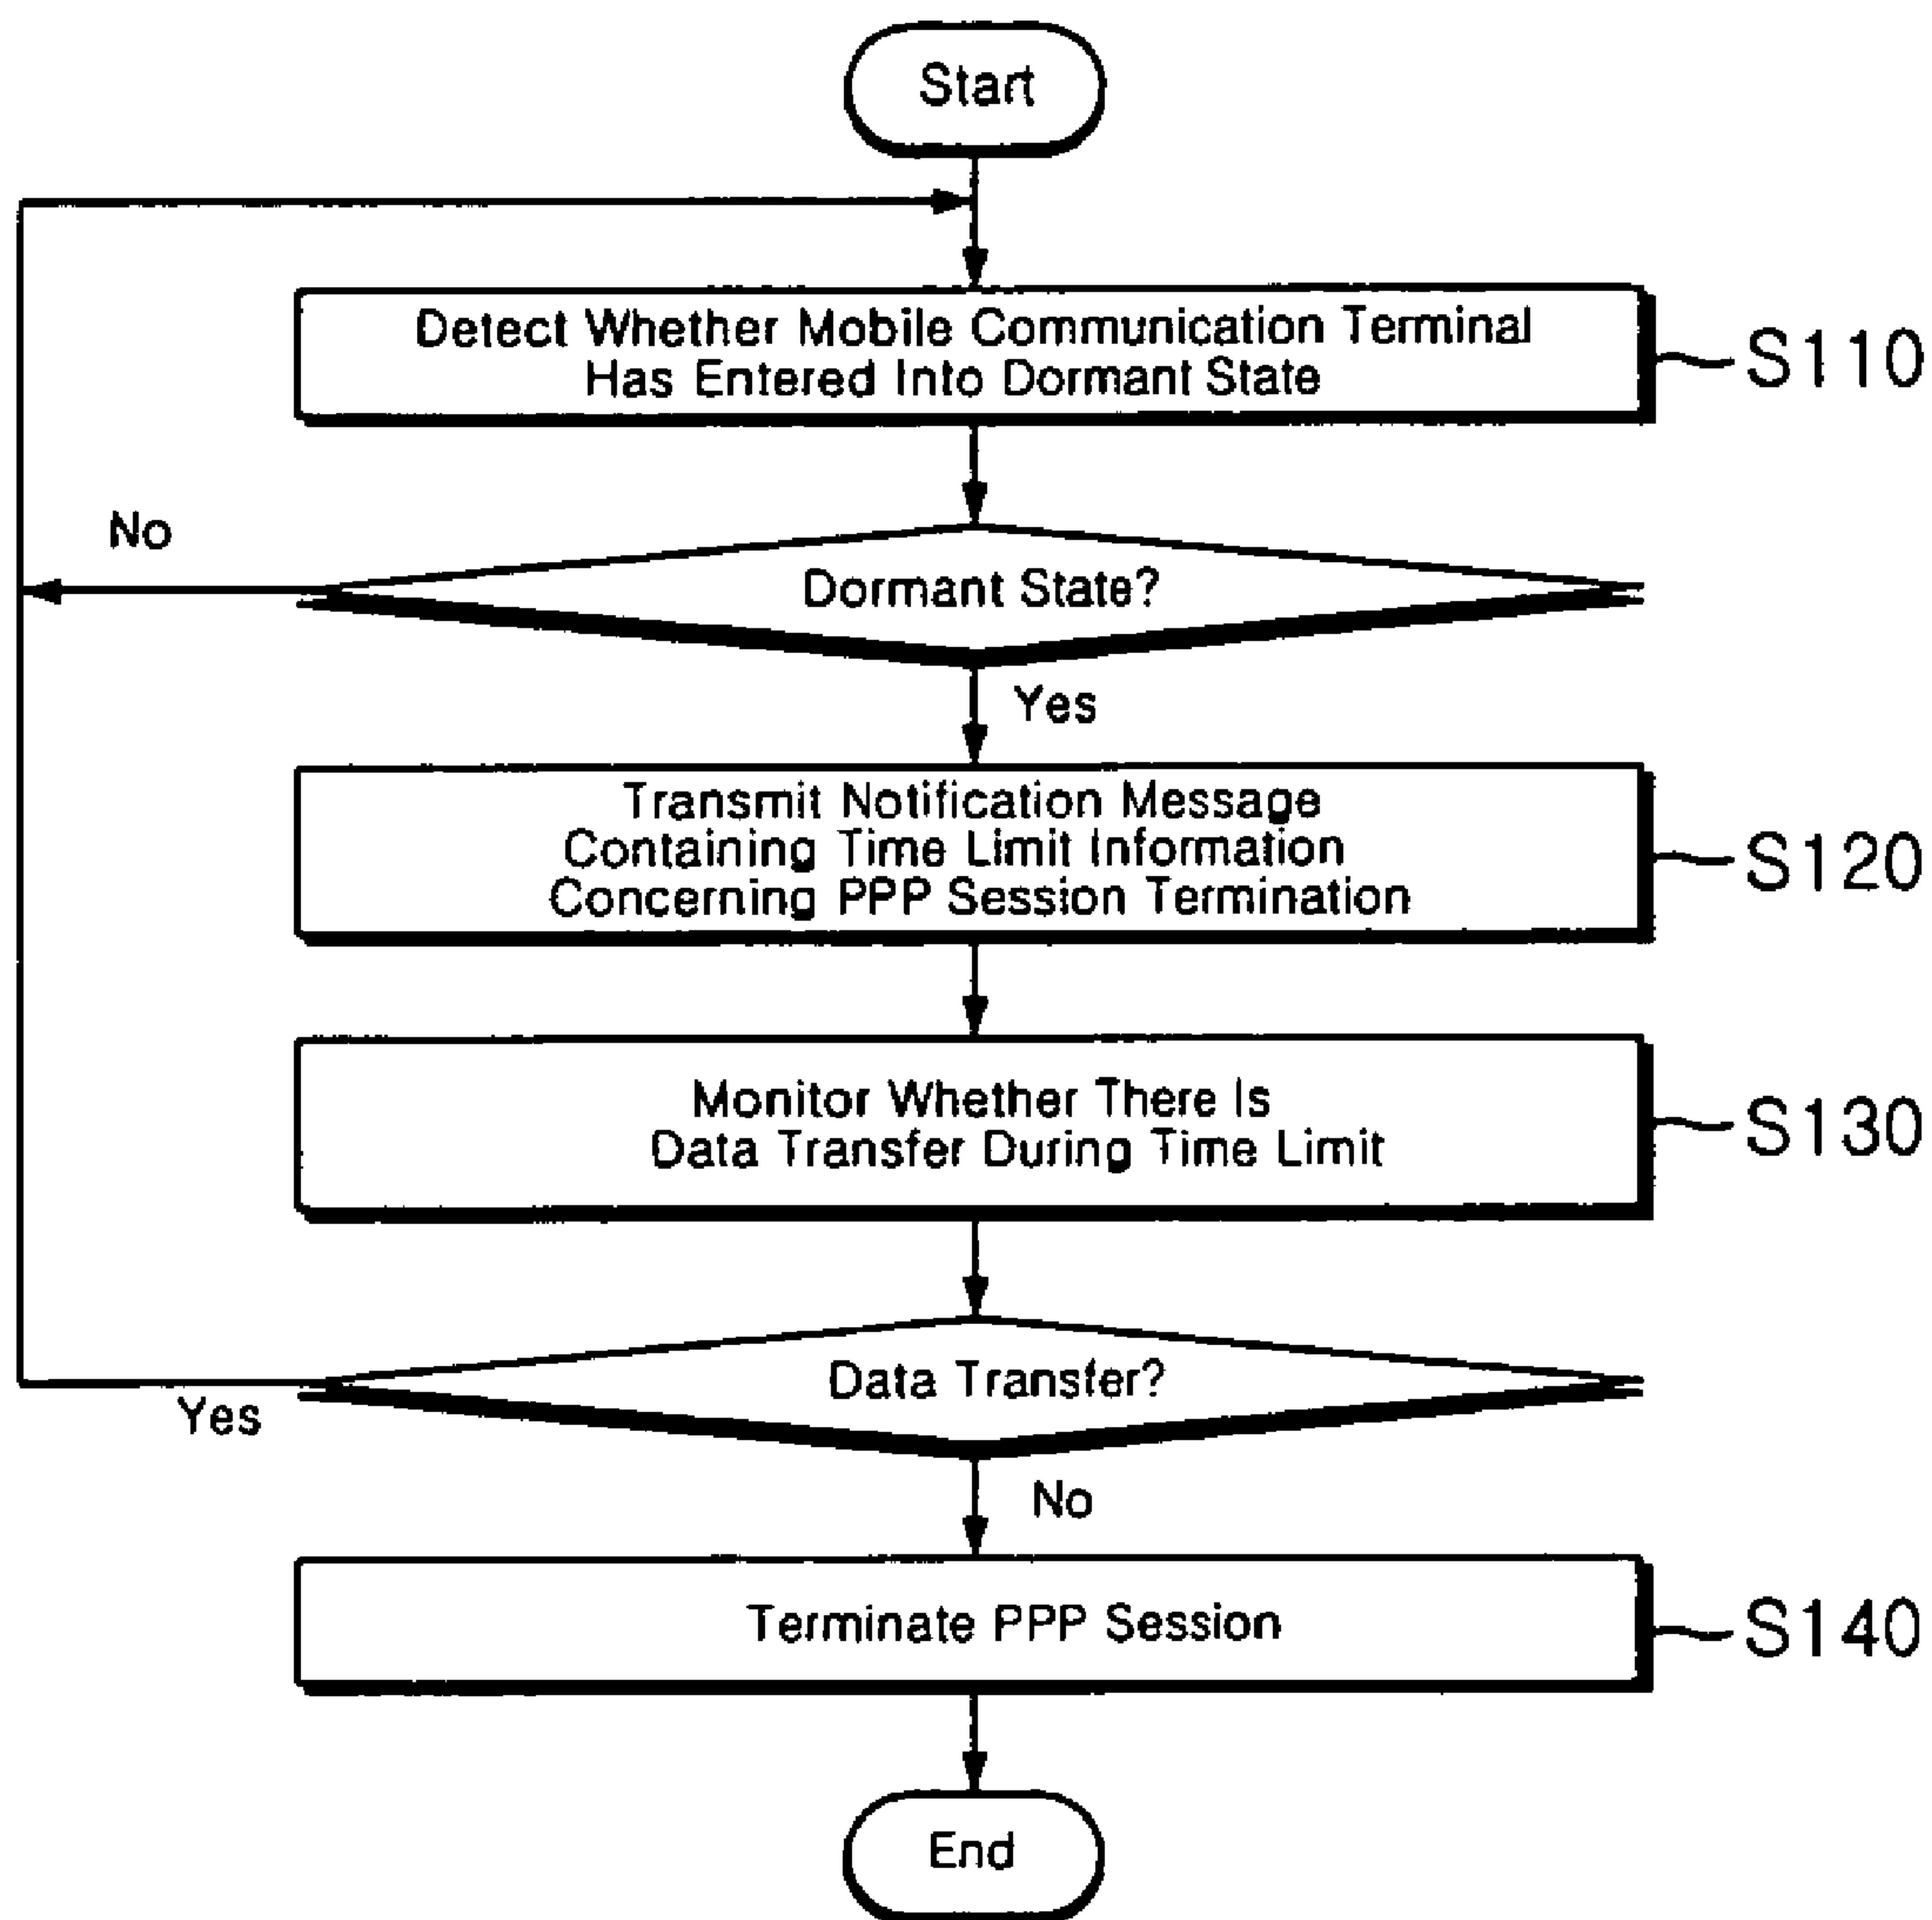 Start
Detect Whether Mobile Communication Terminal
Has Entered Into Dormant State
S110
No
Dormant State?
Yes
Transmit Notification Message
Containing Time Limit Information
Concerning PPP Session Termination
S120
Monitor Whether There Is
Data Transfer During Time Limit
S130
Data Transfer?
Yes
No
Terminate PPP Session
S140
End